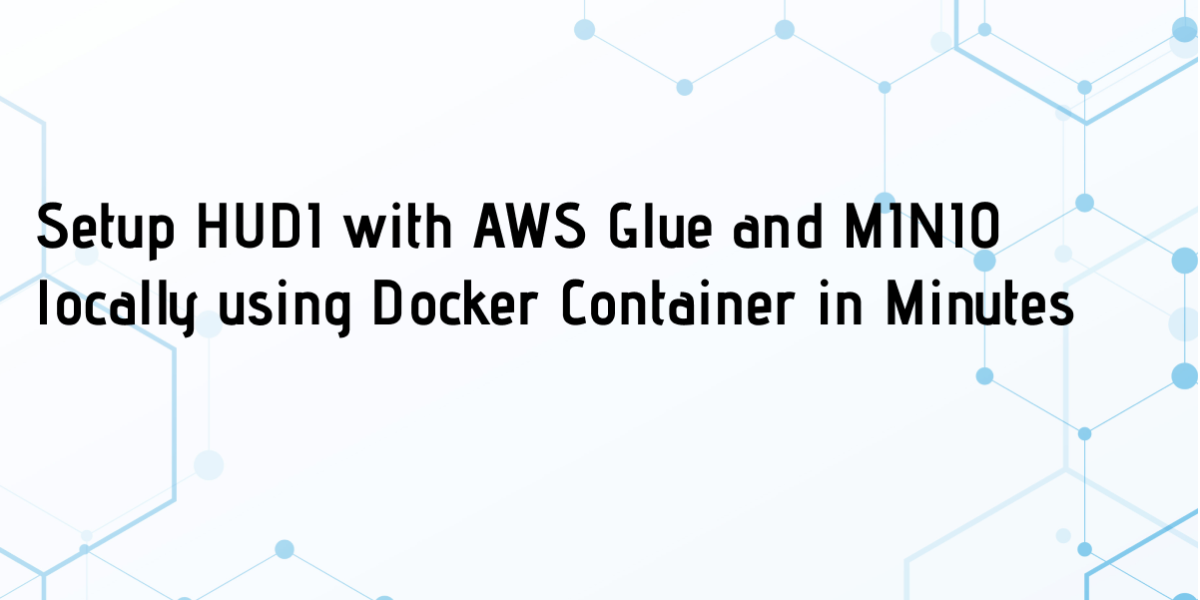 Setup HUDI with AWS Glue and MINIO
locally using Docker Container in Minutes